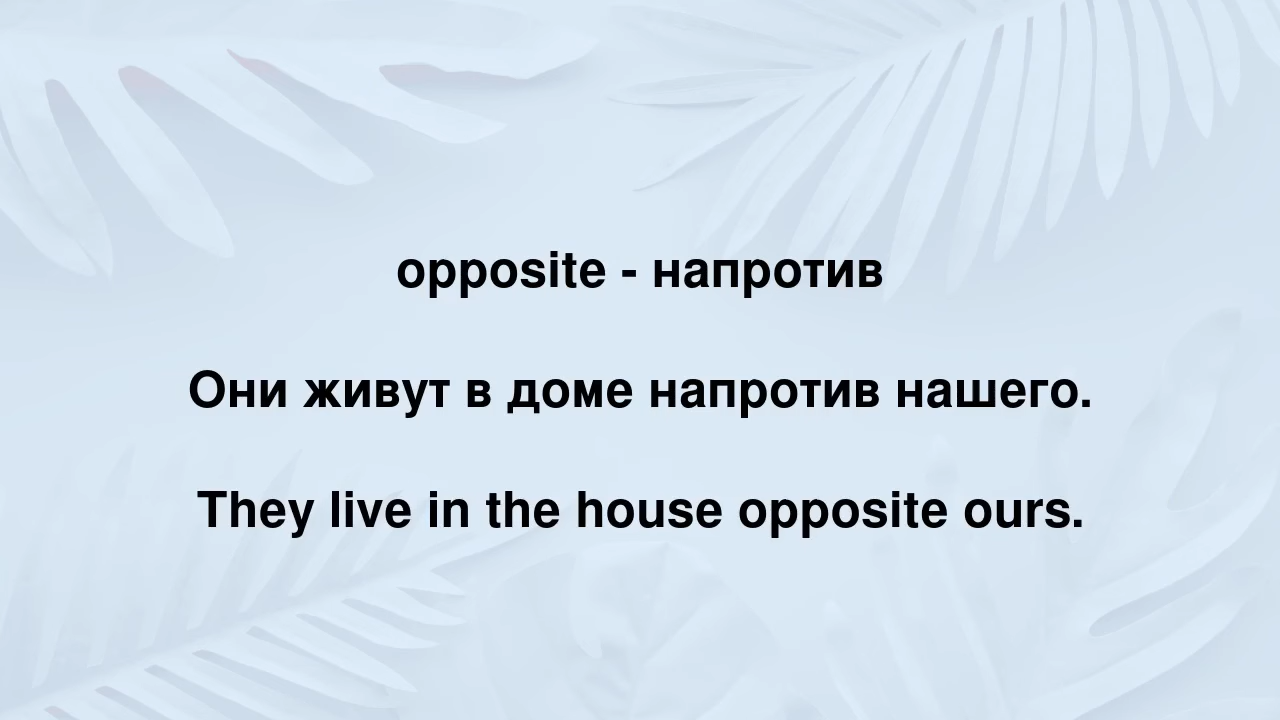 opposite - напротив
Они живут в доме напротив нашего.
They live in the house opposite ours.